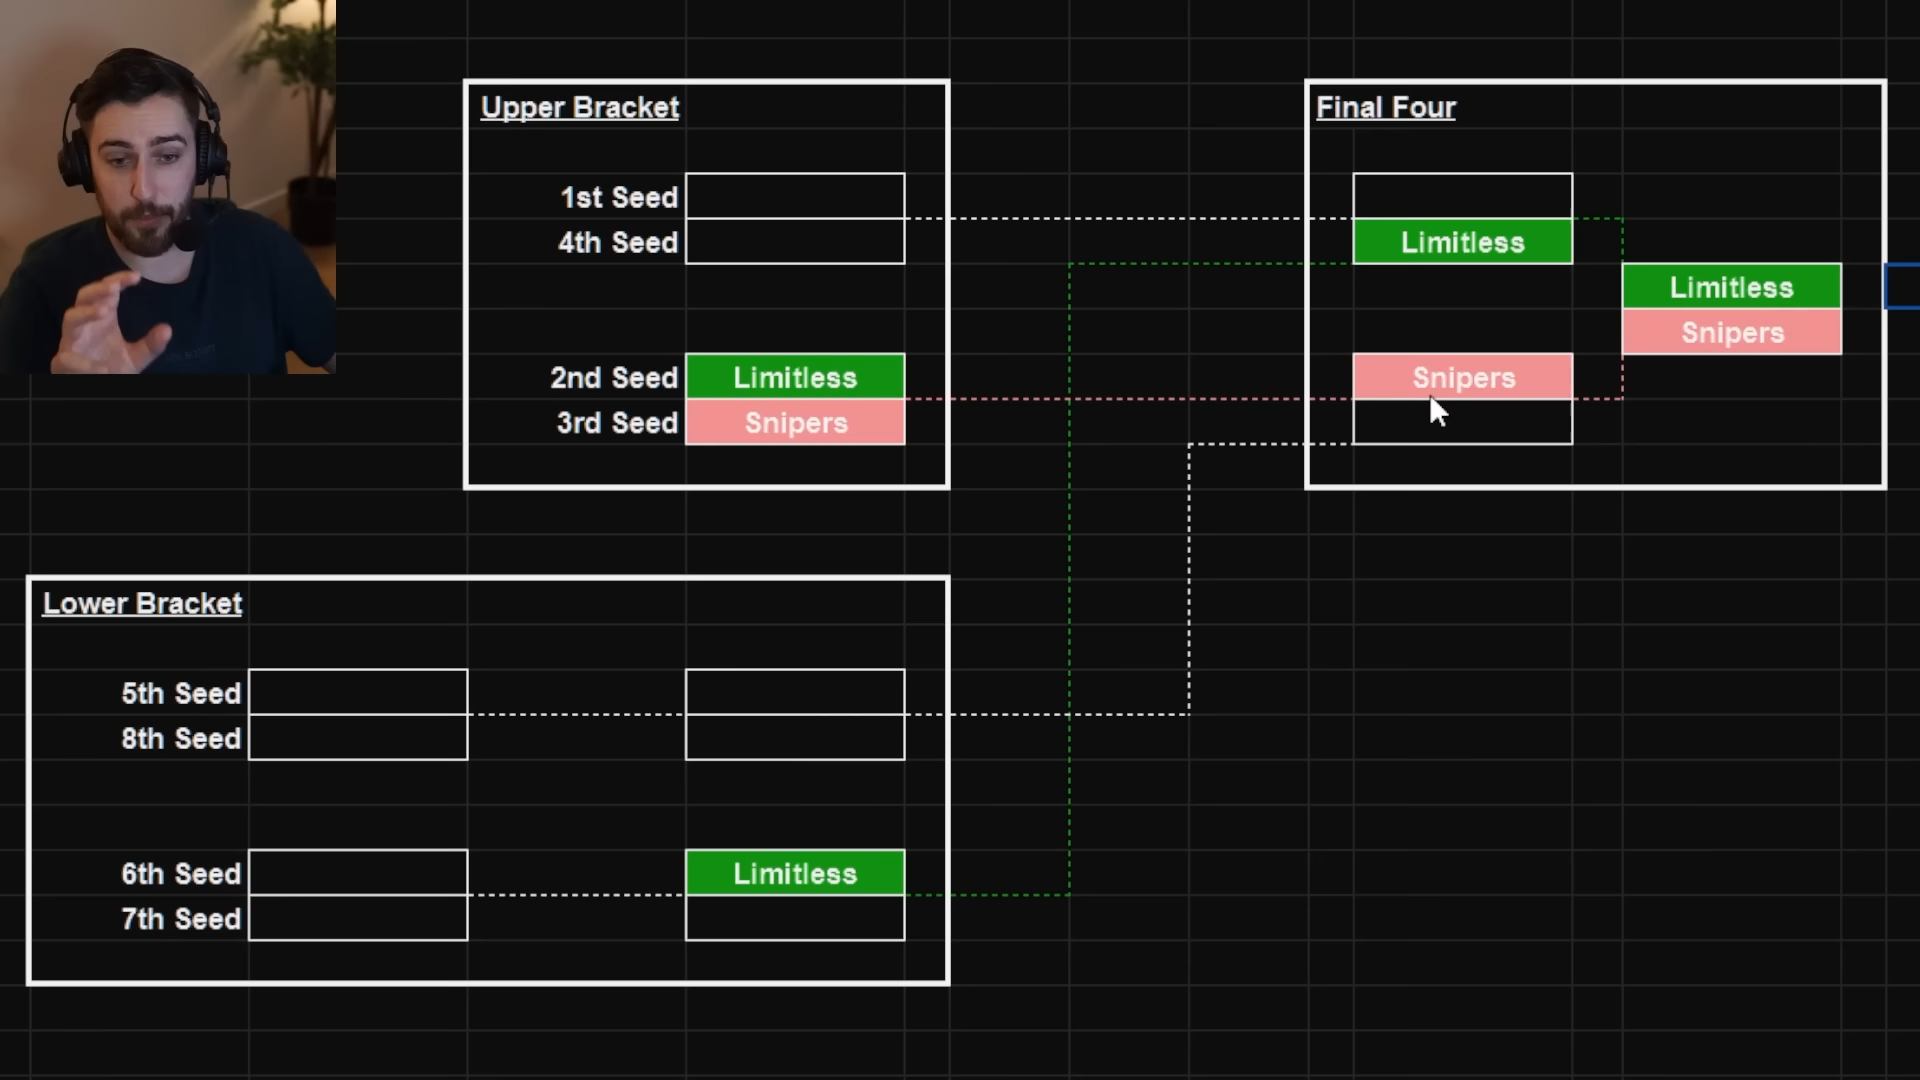 Upper Bracket
1st Seed
4th Seed
2nd Seed Limitless
3rd Seed Snipers
Final Four
Limitless
Snipers
Limitless
Snipers
Lower Bracket
5th Seed
8th Seed
6th Seed
7th Seed
Limitless